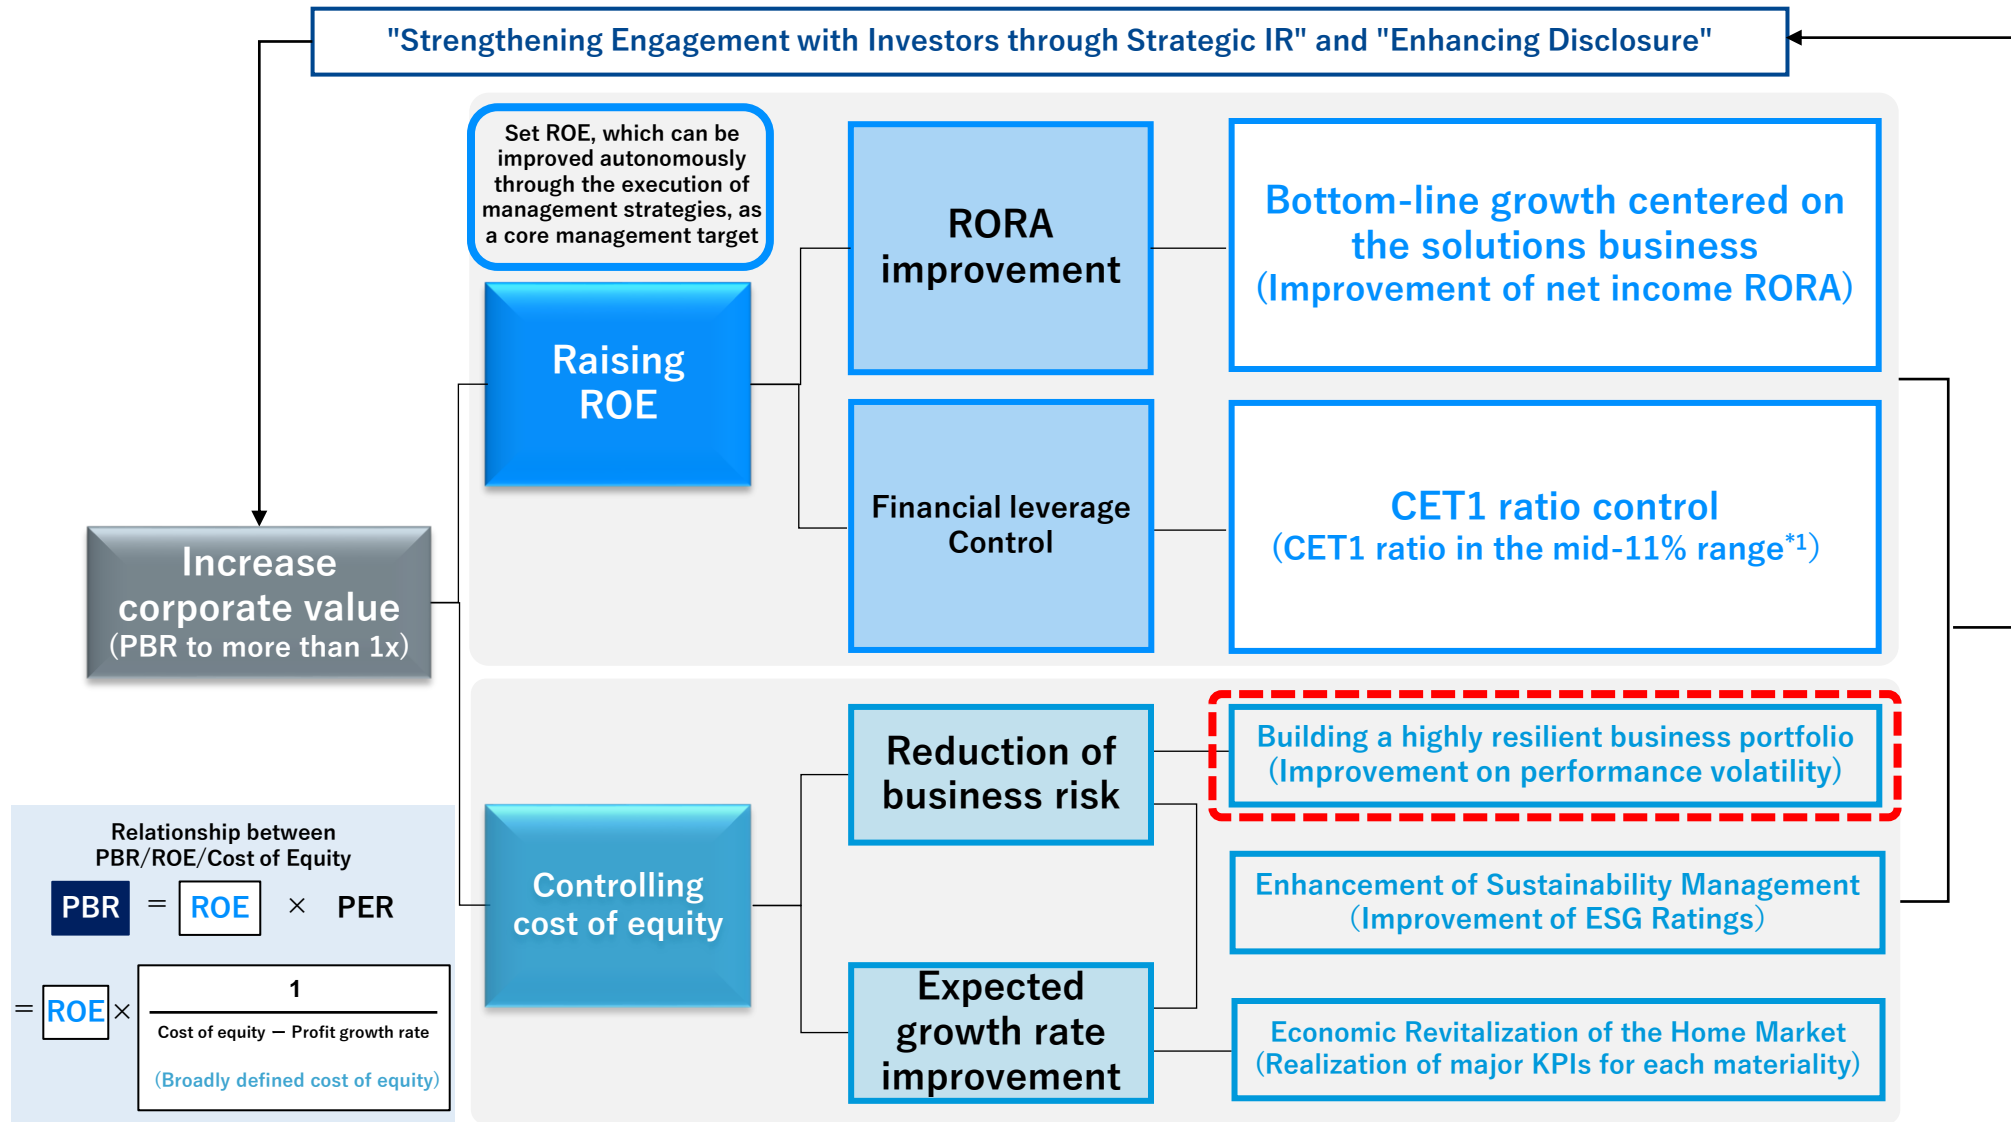 "Strengthening Engagement with Investors through Strategic IR" and "Enhancing Disclosure"
Set ROE, which can be
improved autonomously
through the execution of
management strategies, as
a core management target
Raising
ROE
RORA
improvement
Bottom-line growth centered on
the solutions business
(Improvement of net income RORA)
Financial leverage
Control
CET1 ratio control
(CET1 ratio in the mid-11% range*1)
Increase
corporate value
(PBR to more than 1x)
Controlling
cost of equity
Reduction of
business risk
Building a highly resilient business portfolio
(Improvement on performance volatility)
Enhancement of Sustainability Management
(Improvement of ESG Ratings)
Expected
growth rate
improvement
Economic Revitalization of the Home Market
(Realization of major KPIs for each materiality)
Relationship between
PBR/ROE/Cost of Equity
PBR = ROE × PER
= ROE × 1
Cost of equity － Profit growth rate
(Broadly defined cost of equity)